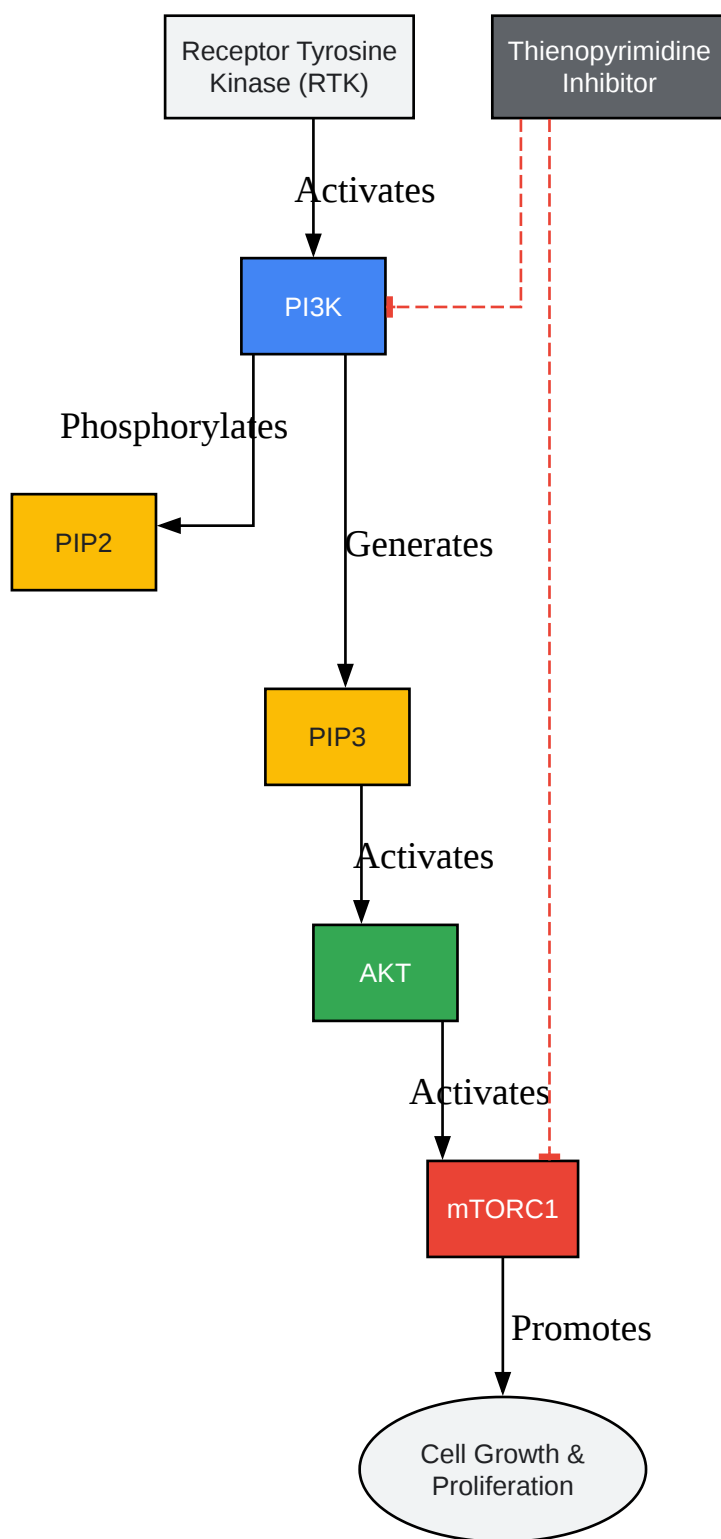 Receptor Tyrosine
Kinase (RTK)
Thienopyrimidine
Inhibitor
Activates
PI3K
Phosphorylates
PIP2
Generates
PIP3
Activates
AKT
Activates
mTORC1
Promotes
Cell Growth &
Proliferation